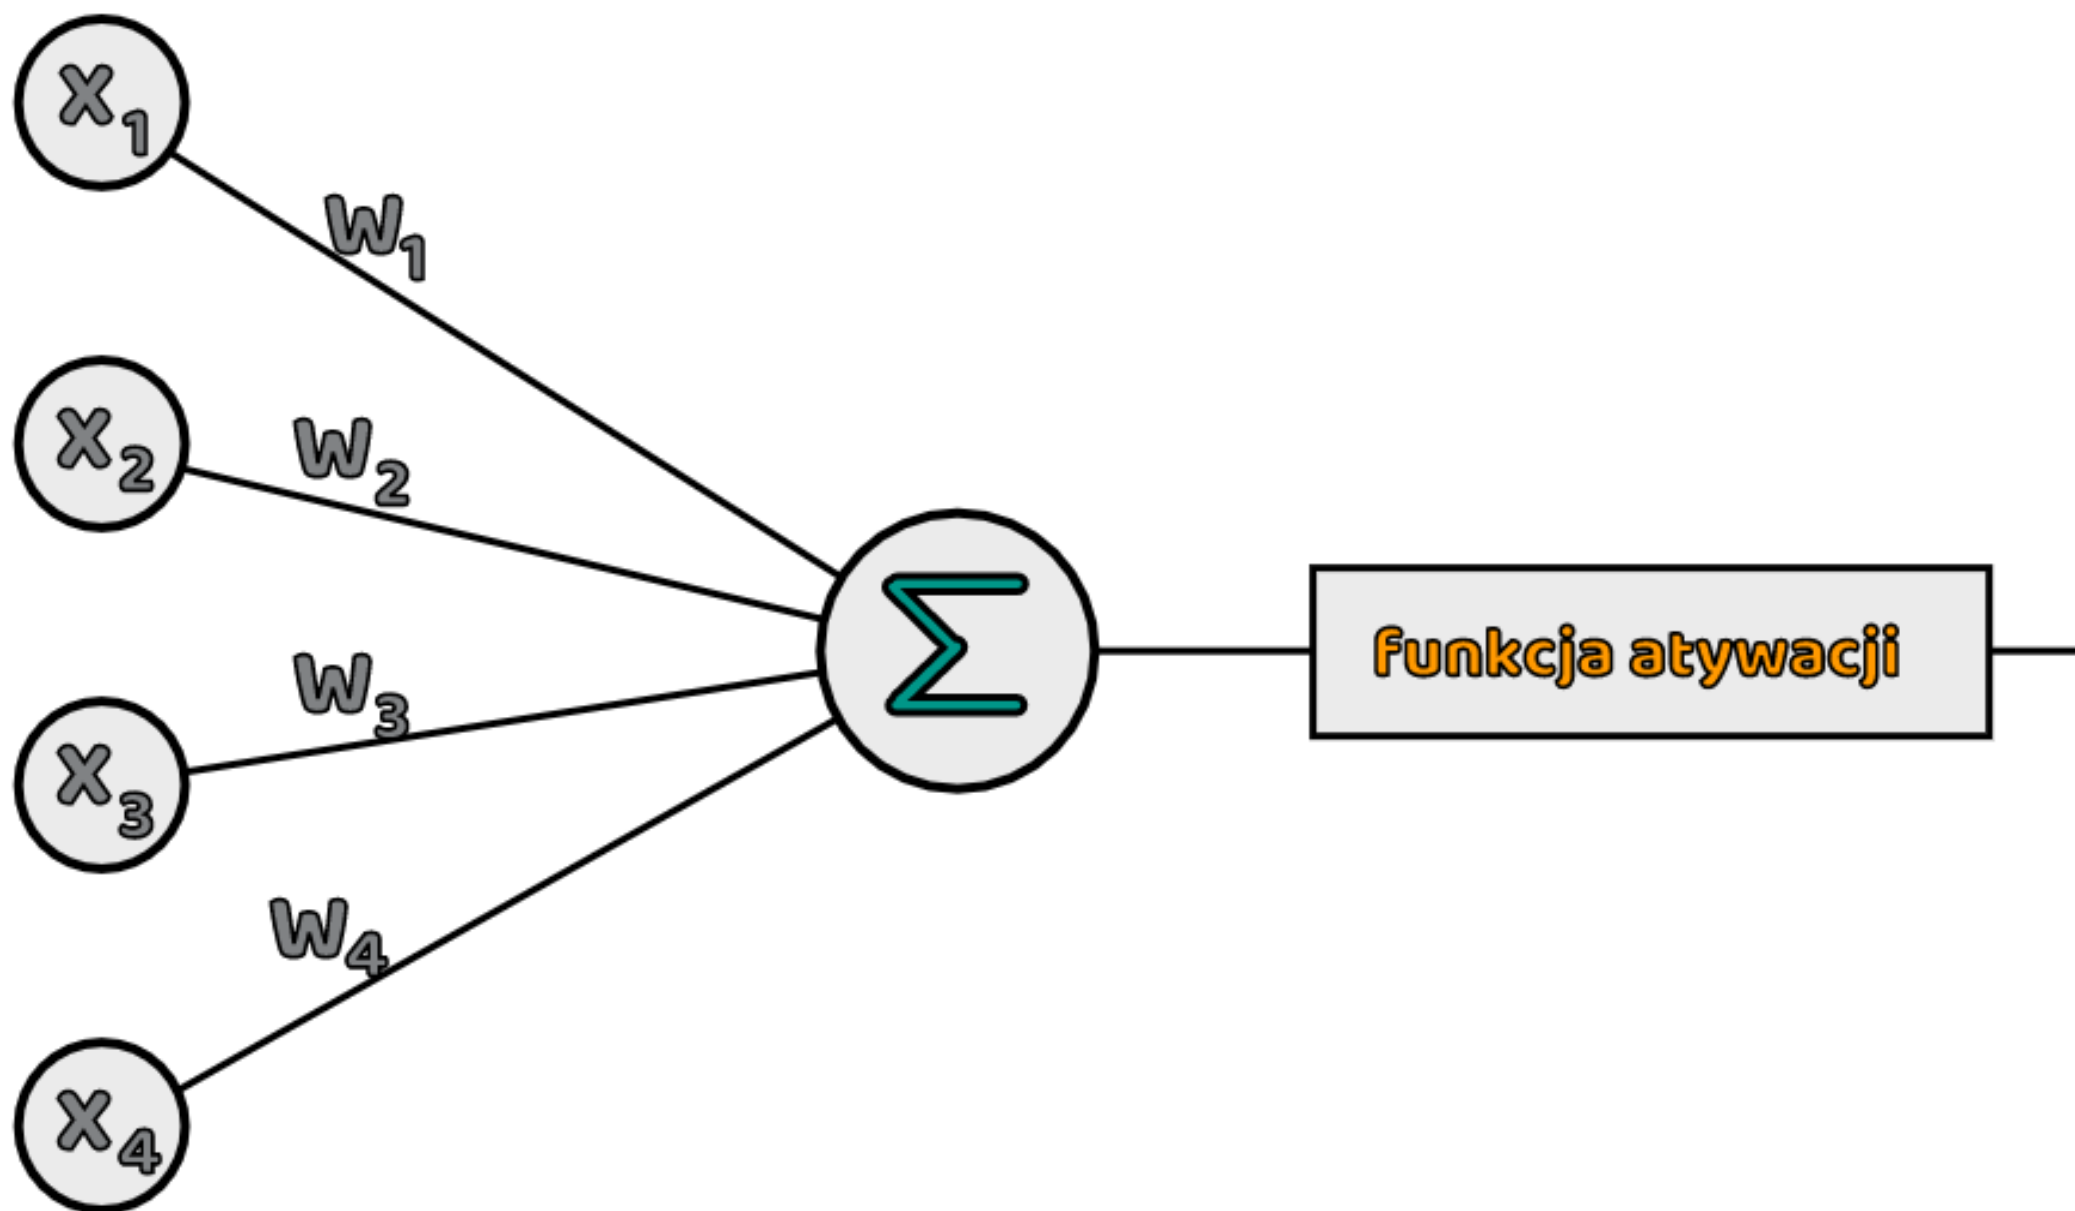 x₁
w₁
x₂
w₂
w₃
x₃
w₄
x₄
Σ
funkcja atywacji